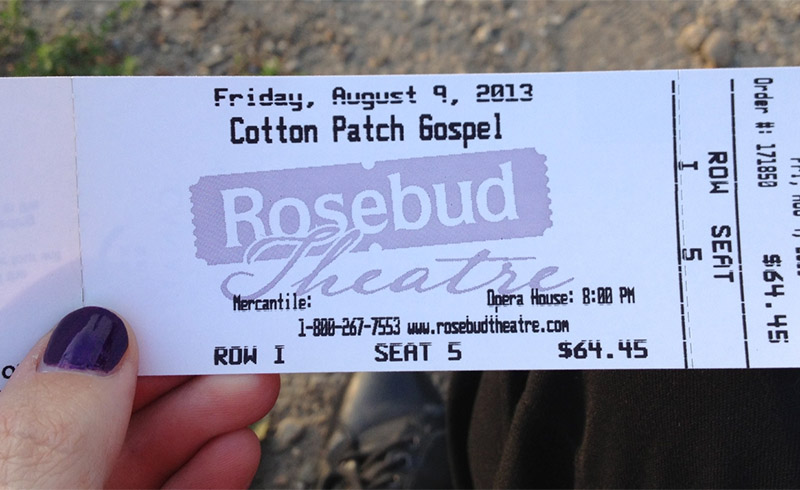 Friday, August 9, 2013
Cotton Patch Gospel
Rosebud
Theatre
Mercantile: Opera House: 8:00 PM
1-800-267-7553 www.rosebudtheatre.com
ROW I SEAT 5 $64.45
ROW SEAT
I 5
Order #: 171850
$64.45